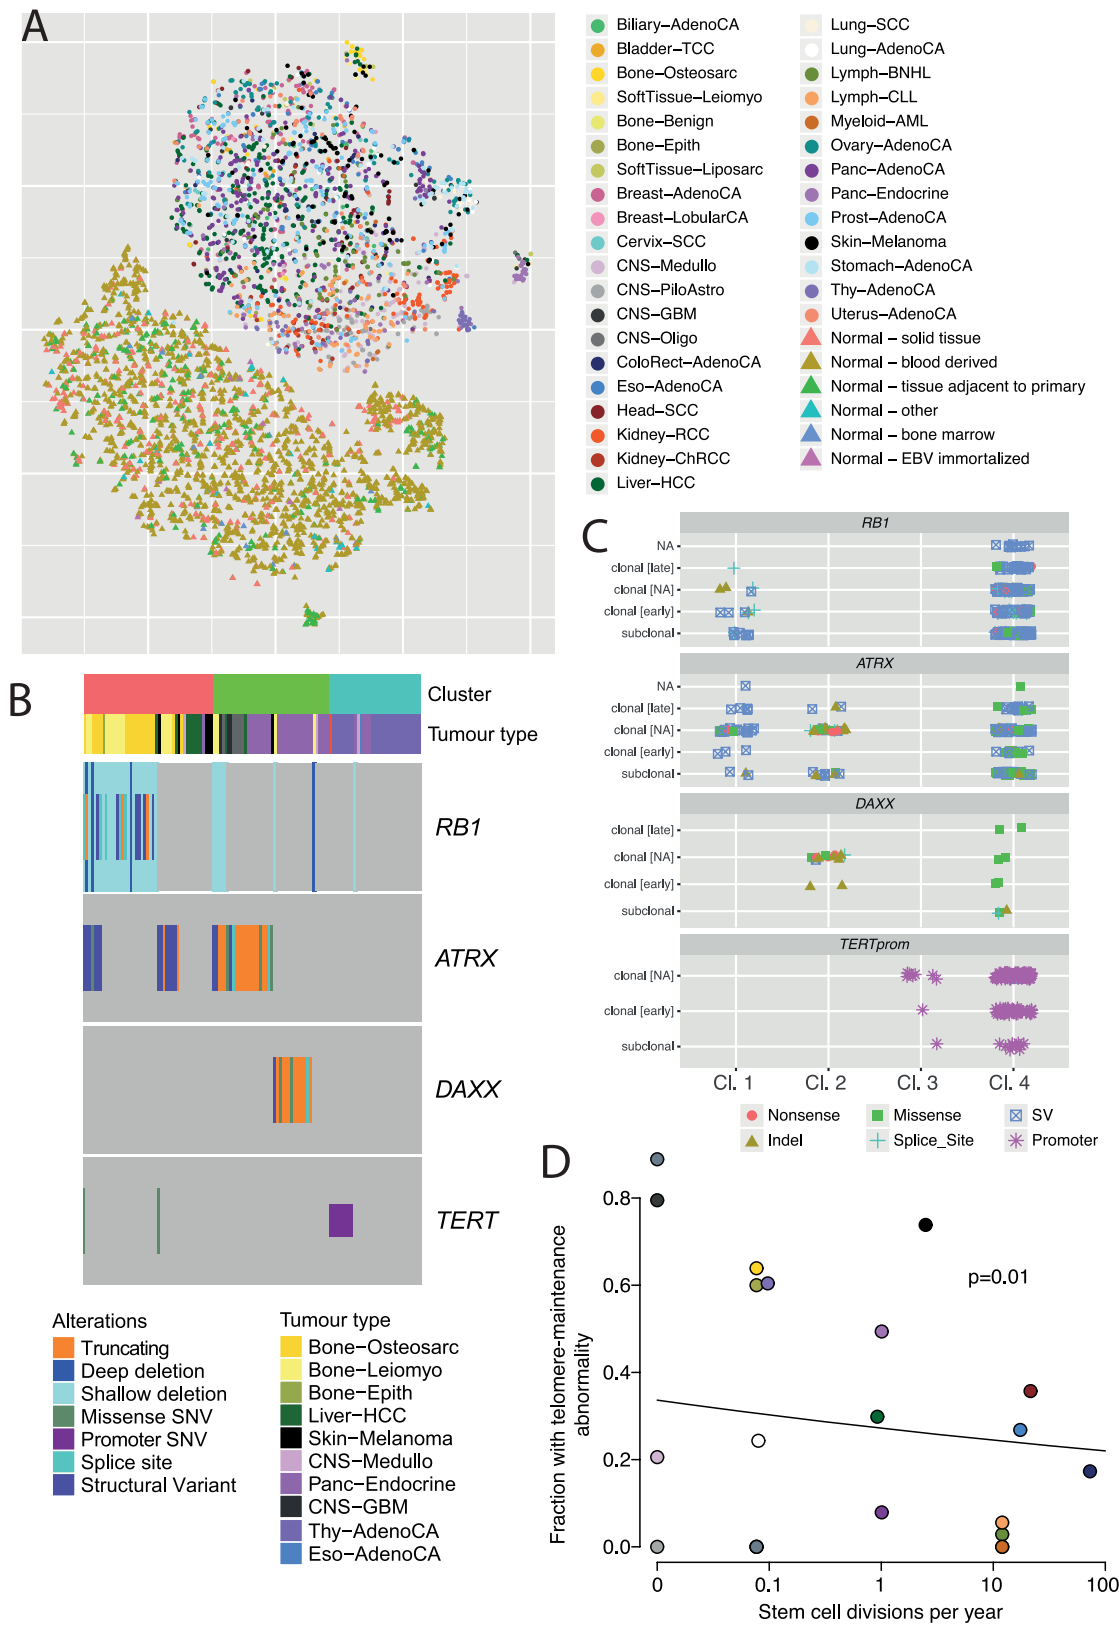 A
Biliary–AdenoCA
Bladder–TCC
Bone–Osteosarc
SoftTissue–Leiomyo
Bone–Benign
Bone–Epith
SoftTissue–Liposarc
Breast–AdenoCA
Breast–LobularCA
Cervix–SCC
CNS–Medullo
CNS–PiloAstro
CNS–GBM
CNS–Oligo
ColoRect–AdenoCA
Eso–AdenoCA
Head–SCC
Kidney–RCC
Kidney–ChRCC
Liver–HCC
Lung–SCC
Lung–AdenoCA
Lymph–BNHL
Lymph–CLL
Myeloid–AML
Ovary–AdenoCA
Panc–AdenoCA
Panc–Endocrine
Prost–AdenoCA
Skin–Melanoma
Stomach–AdenoCA
Thy–AdenoCA
Uterus–AdenoCA
Normal – solid tissue
Normal – blood derived
Normal – tissue adjacent to primary
Normal – other
Normal – bone marrow
Normal – EBV immortalized
B
Cluster
Tumour type
RB1
ATRX
DAXX
TERT
Alterations
Truncating
Deep deletion
Shallow deletion
Missense SNV
Promoter SNV
Splice site
Structural Variant
Tumour type
Bone–Osteosarc
Bone–Leiomyo
Bone–Epith
Liver–HCC
Skin–Melanoma
CNS–Medullo
Panc–Endocrine
CNS–GBM
Thy–AdenoCA
Eso–AdenoCA
C
RB1
NA
clonal [late]
clonal [NA]
clonal [early]
subclonal
ATRX
NA
clonal [late]
clonal [NA]
clonal [early]
subclonal
DAXX
clonal [late]
clonal [NA]
clonal [early]
subclonal
TERTprom
clonal [NA]
clonal [early]
subclonal
Cl. 1 Cl. 2 Cl. 3 Cl. 4
Nonsense Missense SV
Indel Splice_Site Promoter
D
Fraction with telomere-maintenance
abnormality
0.8
0.6
0.4
0.2
0.0
p=0.01
0 0.1 1 10 100
Stem cell divisions per year